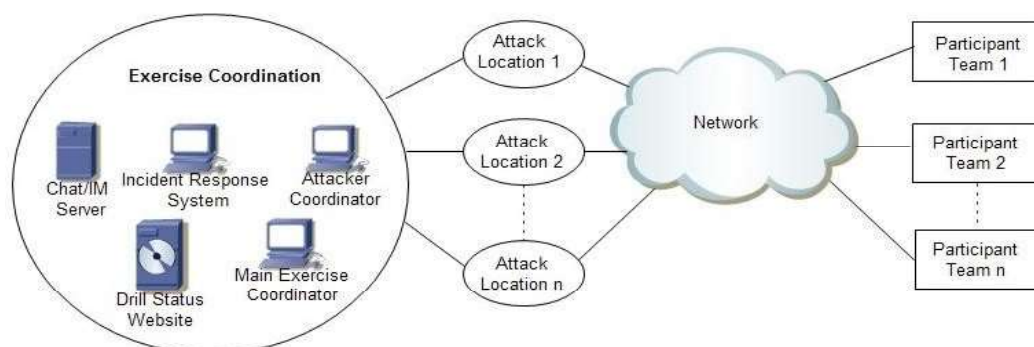 Exercise Coordination
Chat/IM
Server
Incident Response
System
Attacker
Coordinator
Drill Status
Website
Main Exercise
Coordinator
Attack
Location 1
Attack
Location 2
Attack
Location n
Network
Participant
Team 1
Participant
Team 2
Participant
Team n